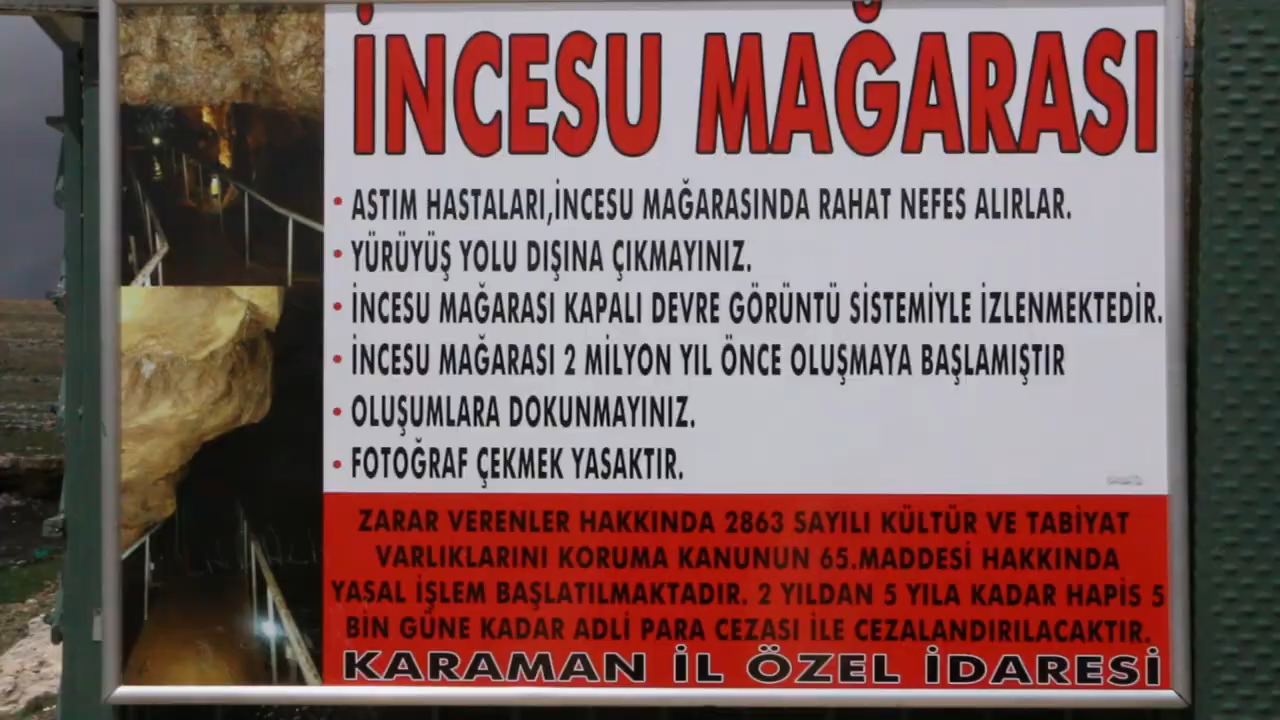 İNCESU MAĞARASI
• ASTIM HASTALARI,İNCESU MAĞARASINDA RAHAT NEFES ALIRLAR.
• YÜRÜYÜŞ YOLU DIŞINA ÇIKMAYINIZ.
• İNCESU MAĞARASI KAPALI DEVRE GÖRÜNTÜ SİSTEMİYLE İZLENMEKTEDİR.
• İNCESU MAĞARASI 2 MİLYON YIL ÖNCE OLUŞMAYA BAŞLAMIŞTIR
• OLUŞUMLARA DOKUNMAYINIZ.
• FOTOĞRAF ÇEKMEK YASAKTIR.
ZARAR VERENLER HAKKINDA 2863 SAYILI KÜLTÜR VE TABİYAT
VARLIKLARINI KORUMA KANUNUN 65.MADDESİ HAKKINDA
YASAL İŞLEM BAŞLATILMAKTADIR. 2 YILDAN 5 YILA KADAR HAPİS 5
BİN GÜNE KADAR ADLİ PARA CEZASI İLE CEZALANDIRILACAKTIR.
KARAMAN İL ÖZEL İDARESİ